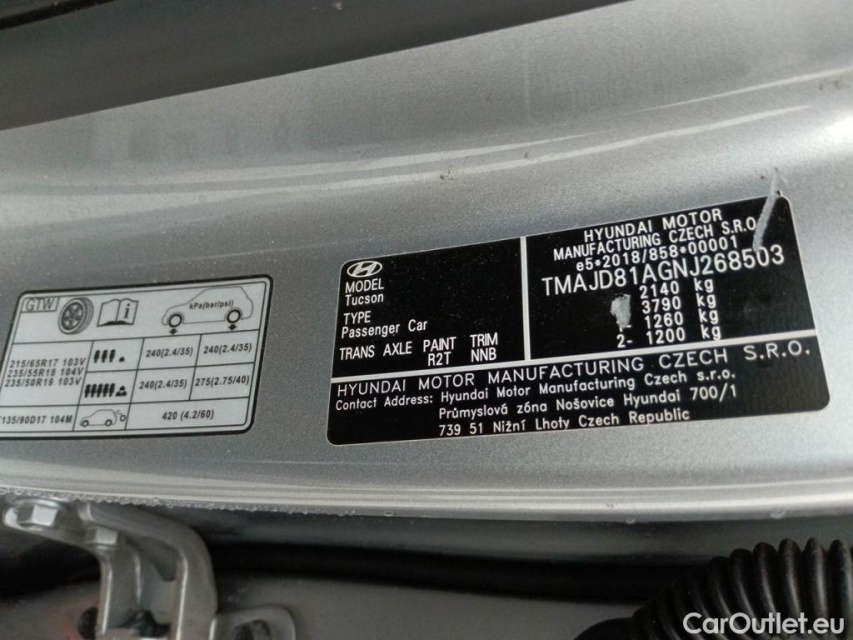 [GTW]
kPa(bar/psi)
215/65R17 103V
235/55R18 104V
235/50R18 103V
240(2.4/35) 240(2.4/35)
240(2.4/35) 275(2.75/40)
T135/90D17 104M
420 (4.2/60)
MODEL
Tucson
TYPE
Passenger Car
TRANS AXLE PAINT TRIM
R2T NNB
HYUNDAI MOTOR
MANUFACTURING CZECH S.R.O.
e5*2018/858*00001
TMAJD81AGNJ268503
2140 kg
3790 kg
1260 kg
2- 1200 kg
HYUNDAI MOTOR MANUFACTURING CZECH S.R.O.
Contact Address: Hyundai Motor Manufacturing Czech s.r.o.
Průmyslová zóna Nošovice Hyundai 700/1
739 51 Nižní Lhoty Czech Republic
CarOutlet.eu